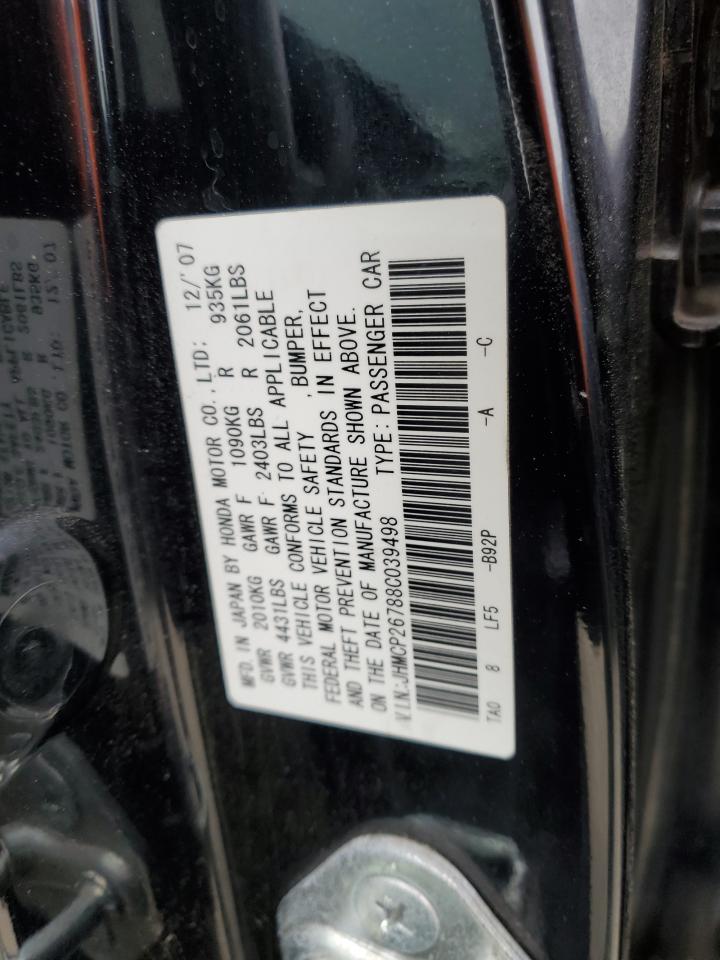 MFD. IN JAPAN BY HONDA MOTOR CO., LTD: 12/'07
GVWR 2010KG GAWR F 1090KG R 935KG
GVWR 4431LBS GAWR F 2403LBS R 2061LBS
THIS VEHICLE CONFORMS TO ALL APPLICABLE
FEDERAL MOTOR VEHICLE SAFETY ,BUMPER,
AND THEFT PREVENTION STANDARDS IN EFFECT
ON THE DATE OF MANUFACTURE SHOWN ABOVE.
V.I.N.:JHMCP26788C039498 TYPE:PASSENGER CAR
TA0 8 LF5 -B92P -A -C